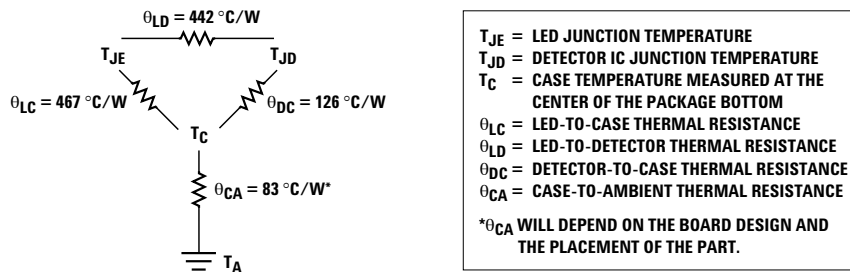 θLD = 442 °C/W
TJE
TJD
θLC = 467 °C/W
θDC = 126 °C/W
TC
θCA = 83 °C/W*
TA
TJE = LED JUNCTION TEMPERATURE
TJD = DETECTOR IC JUNCTION TEMPERATURE
TC = CASE TEMPERATURE MEASURED AT THE
CENTER OF THE PACKAGE BOTTOM
θLC = LED-TO-CASE THERMAL RESISTANCE
θLD = LED-TO-DETECTOR THERMAL RESISTANCE
θDC = DETECTOR-TO-CASE THERMAL RESISTANCE
θCA = CASE-TO-AMBIENT THERMAL RESISTANCE
*θCA WILL DEPEND ON THE BOARD DESIGN AND
THE PLACEMENT OF THE PART.